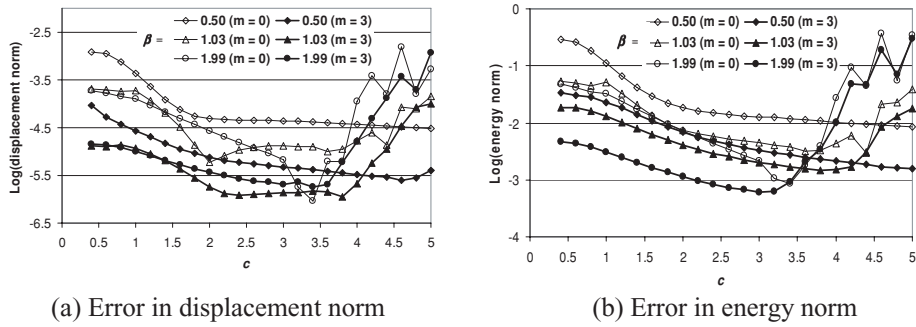 (a)
-2.5
-3.5
-4.5
-5.5
-6.5
Log(displacement norm)
0 0.5 1 1.5 2 2.5 3 3.5 4 4.5 5
c
β =
0.50 (m = 0) 0.50 (m = 3)
1.03 (m = 0) 1.03 (m = 3)
1.99 (m = 0) 1.99 (m = 3)
(a) Error in displacement norm
(b)
0
-1
-2
-3
-4
Log(energy norm)
0 0.5 1 1.5 2 2.5 3 3.5 4 4.5 5
c
β =
0.50 (m = 0) 0.50 (m = 3)
1.03 (m = 0) 1.03 (m = 3)
1.99 (m = 0) 1.99 (m = 3)
(b) Error in energy norm